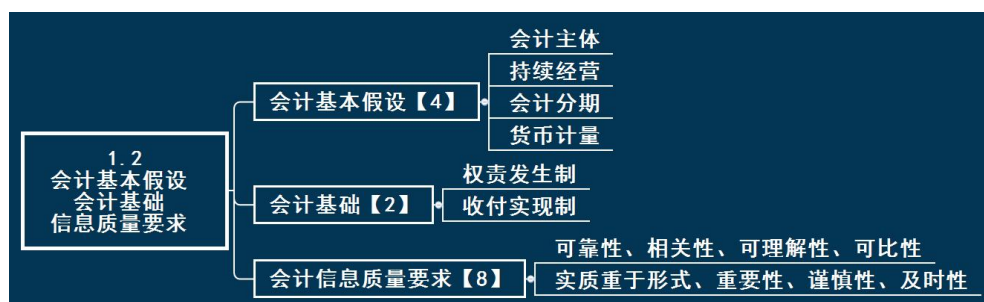 1.2
会计基本假设
会计基础
信息质量要求
会计基本假设【4】
会计主体
持续经营
会计分期
货币计量
会计基础【2】
权责发生制
收付实现制
会计信息质量要求【8】
可靠性、相关性、可理解性、可比性
实质重于形式、重要性、谨慎性、及时性